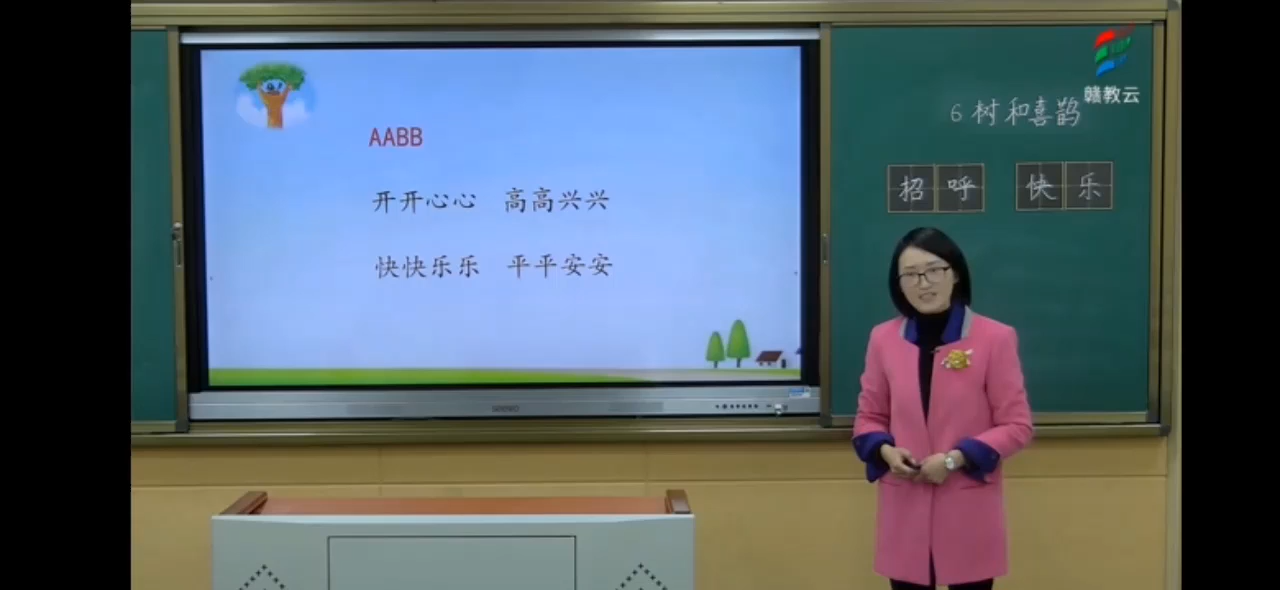 AABB
开开心心 高高兴兴
快快乐乐 平平安安
赣教云
6 树和喜鹊
招呼 快乐